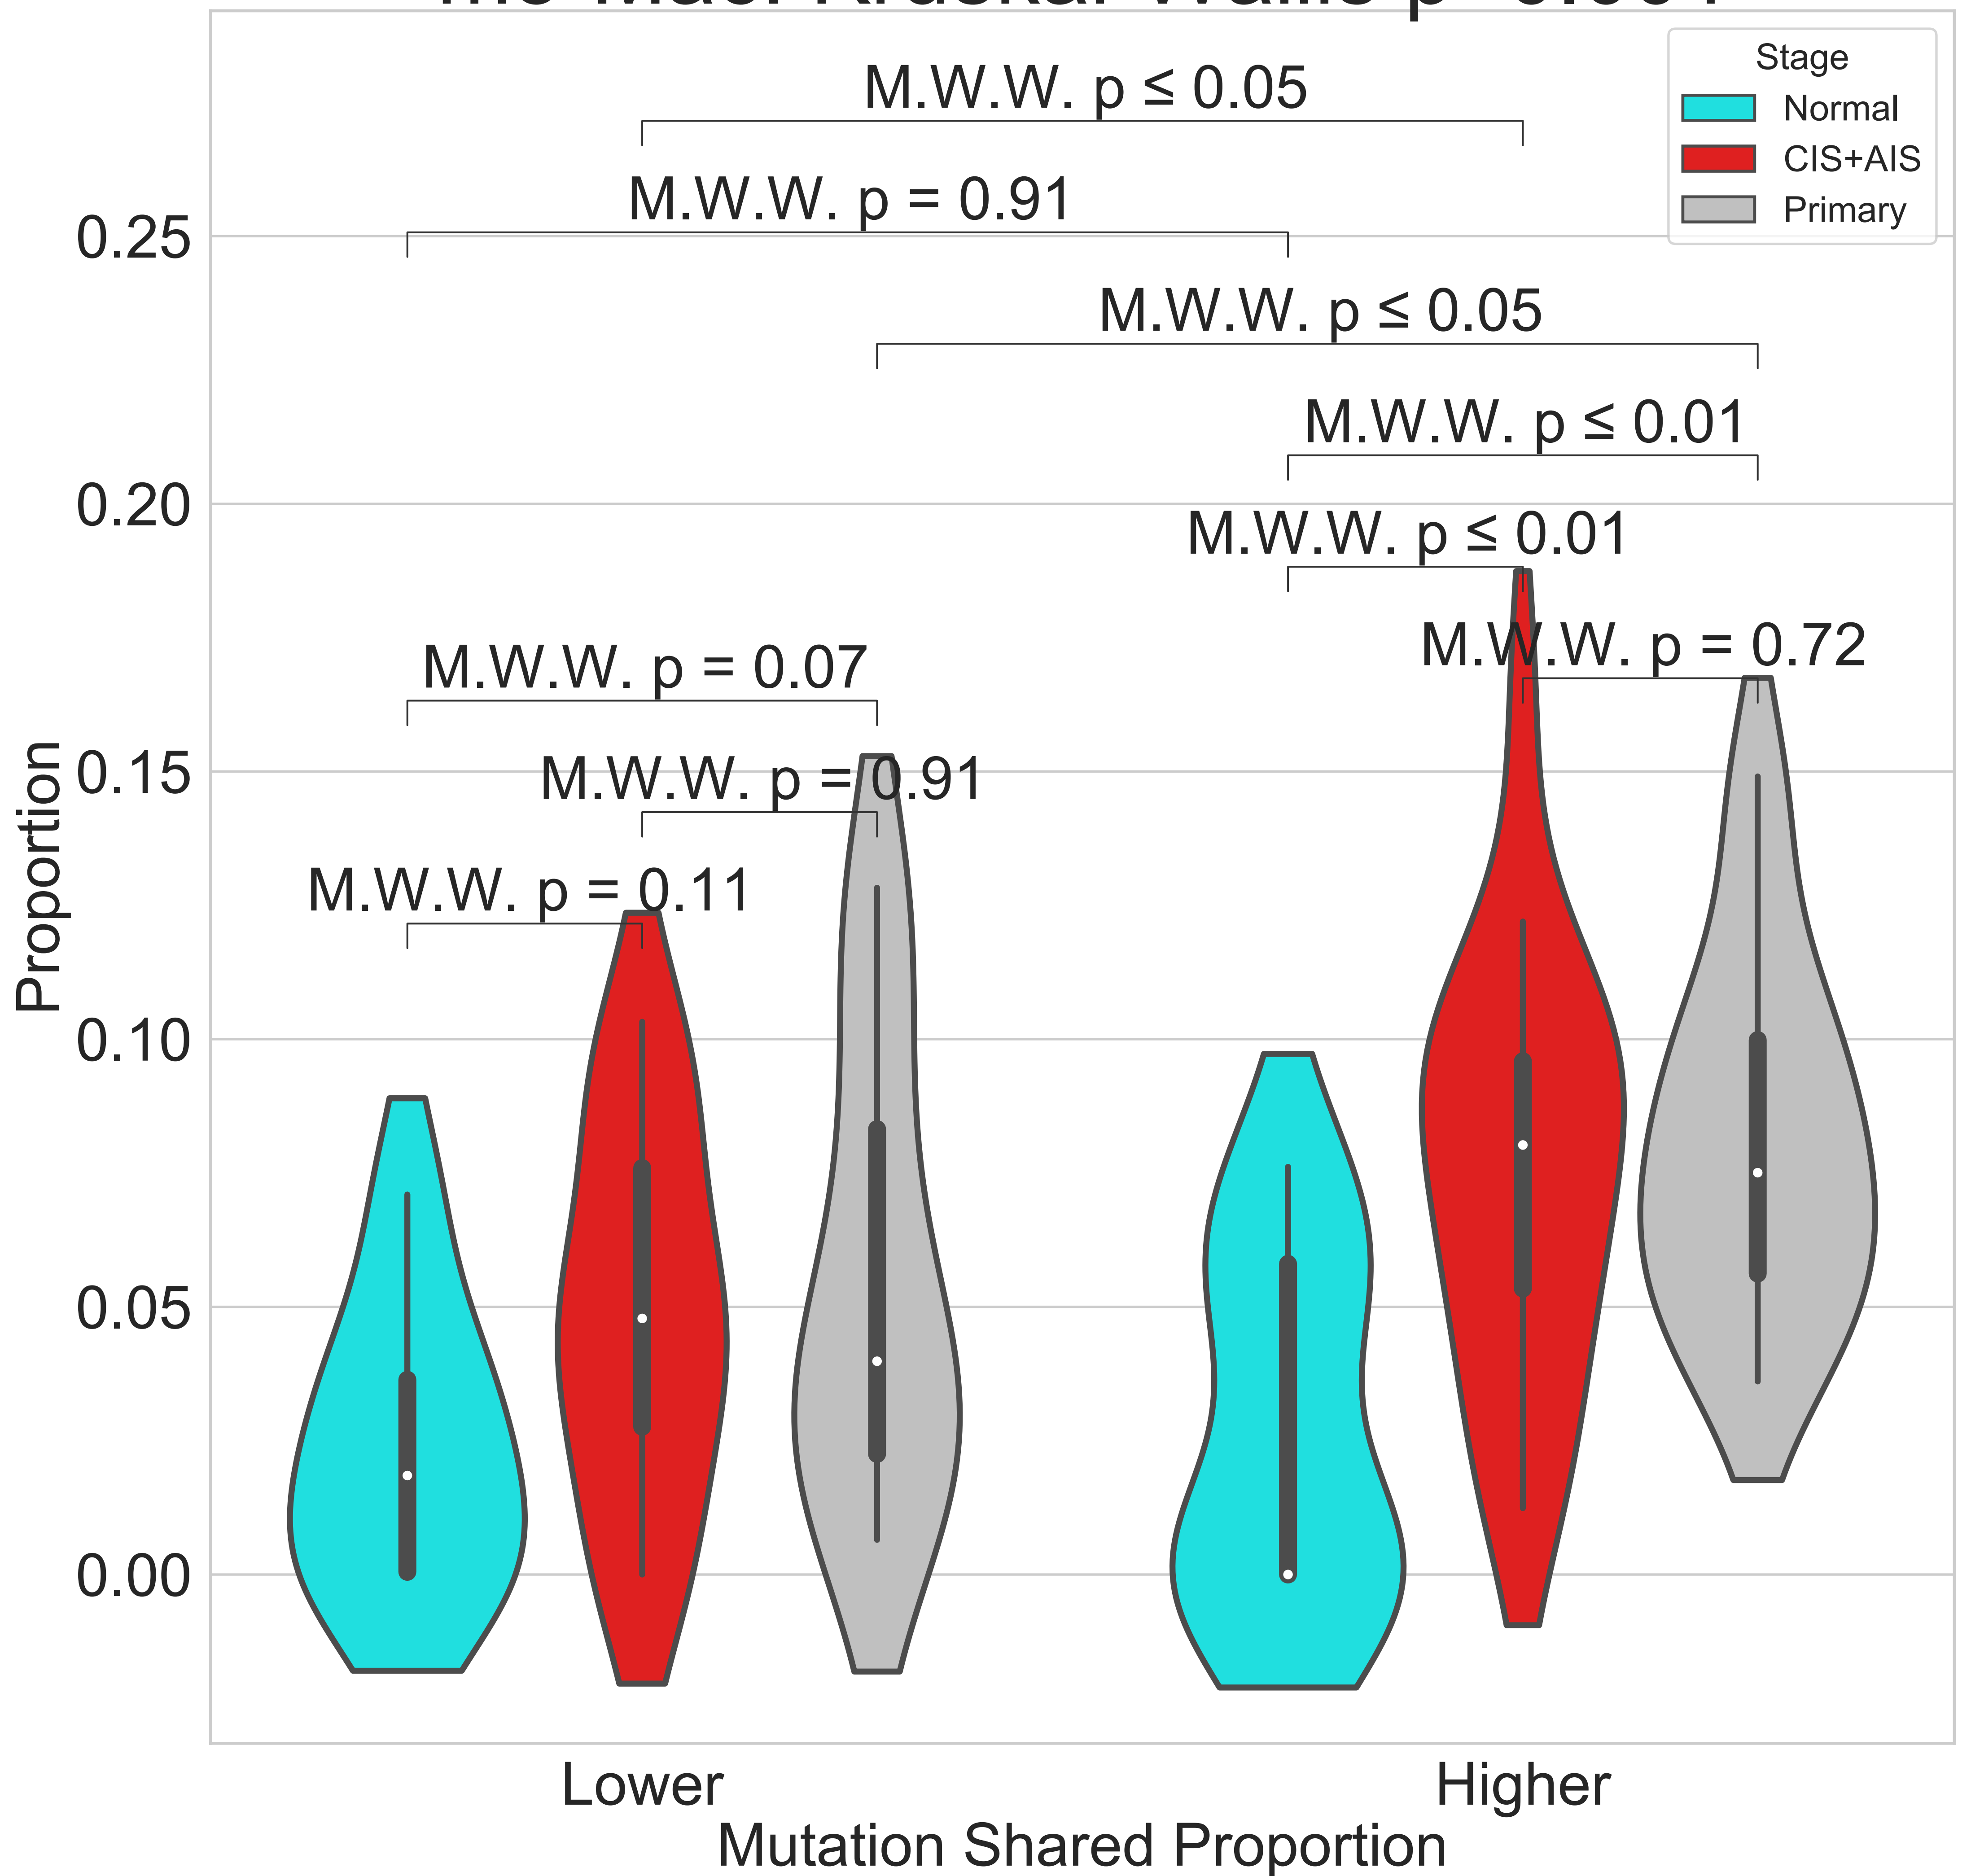 Stage
Normal
CIS+AIS
Primary
M.W.W. p ≤ 0.05
M.W.W. p = 0.91
M.W.W. p ≤ 0.05
M.W.W. p ≤ 0.01
M.W.W. p ≤ 0.01
M.W.W. p = 0.72
M.W.W. p = 0.07
M.W.W. p = 0.91
M.W.W. p = 0.11
0.25
0.20
0.15
0.10
0.05
0.00
Proportion
Lower
Higher
Mutation Shared Proportion